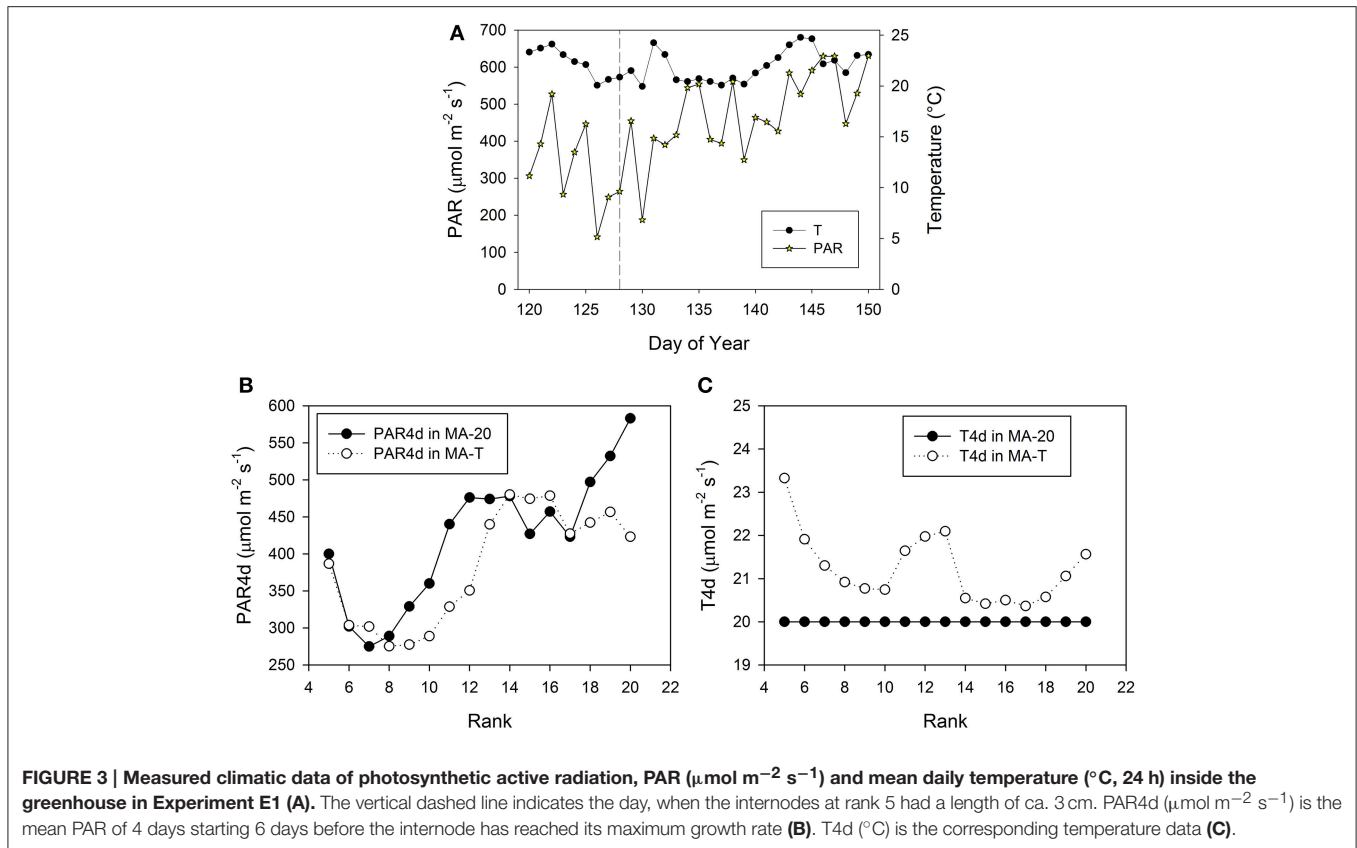 A
700
600
500
400
300
200
100
0
PAR (μmol m⁻² s⁻¹)
25
20
15
10
5
0
Temperature (°C)
T
PAR
120 125 130 135 140 145 150
Day of Year
B
600
550
500
450
400
350
300
250
PAR4d (μmol m⁻² s⁻¹)
PAR4d in MA-20
PAR4d in MA-T
4 6 8 10 12 14 16 18 20 22
Rank
C
25
24
23
22
21
20
19
T4d (μmol m⁻² s⁻¹)
T4d in MA-20
T4d in MA-T
4 6 8 10 12 14 16 18 20 22
Rank
FIGURE 3 | Measured climatic data of photosynthetic active radiation, PAR (μmol m⁻² s⁻¹) and mean daily temperature (°C, 24 h) inside the
greenhouse in Experiment E1 (A). The vertical dashed line indicates the day, when the internodes at rank 5 had a length of ca. 3 cm. PAR4d (μmol m⁻² s⁻¹) is the
mean PAR of 4 days starting 6 days before the internode has reached its maximum growth rate (B). T4d (°C) is the corresponding temperature data (C).